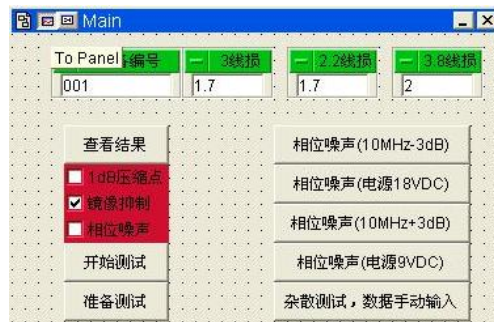 Main
To Panel 编号 3线损 2.2线损 3.8线损
001 1.7 1.7 2
查看结果 相位噪声(10MHz-3dB)
1dB压缩点
镜像抑制
相位噪声
相位噪声(电源18VDC)
相位噪声(10MHz+3dB)
开始测试 相位噪声(电源9VDC)
准备测试 杂散测试，数据手动输入